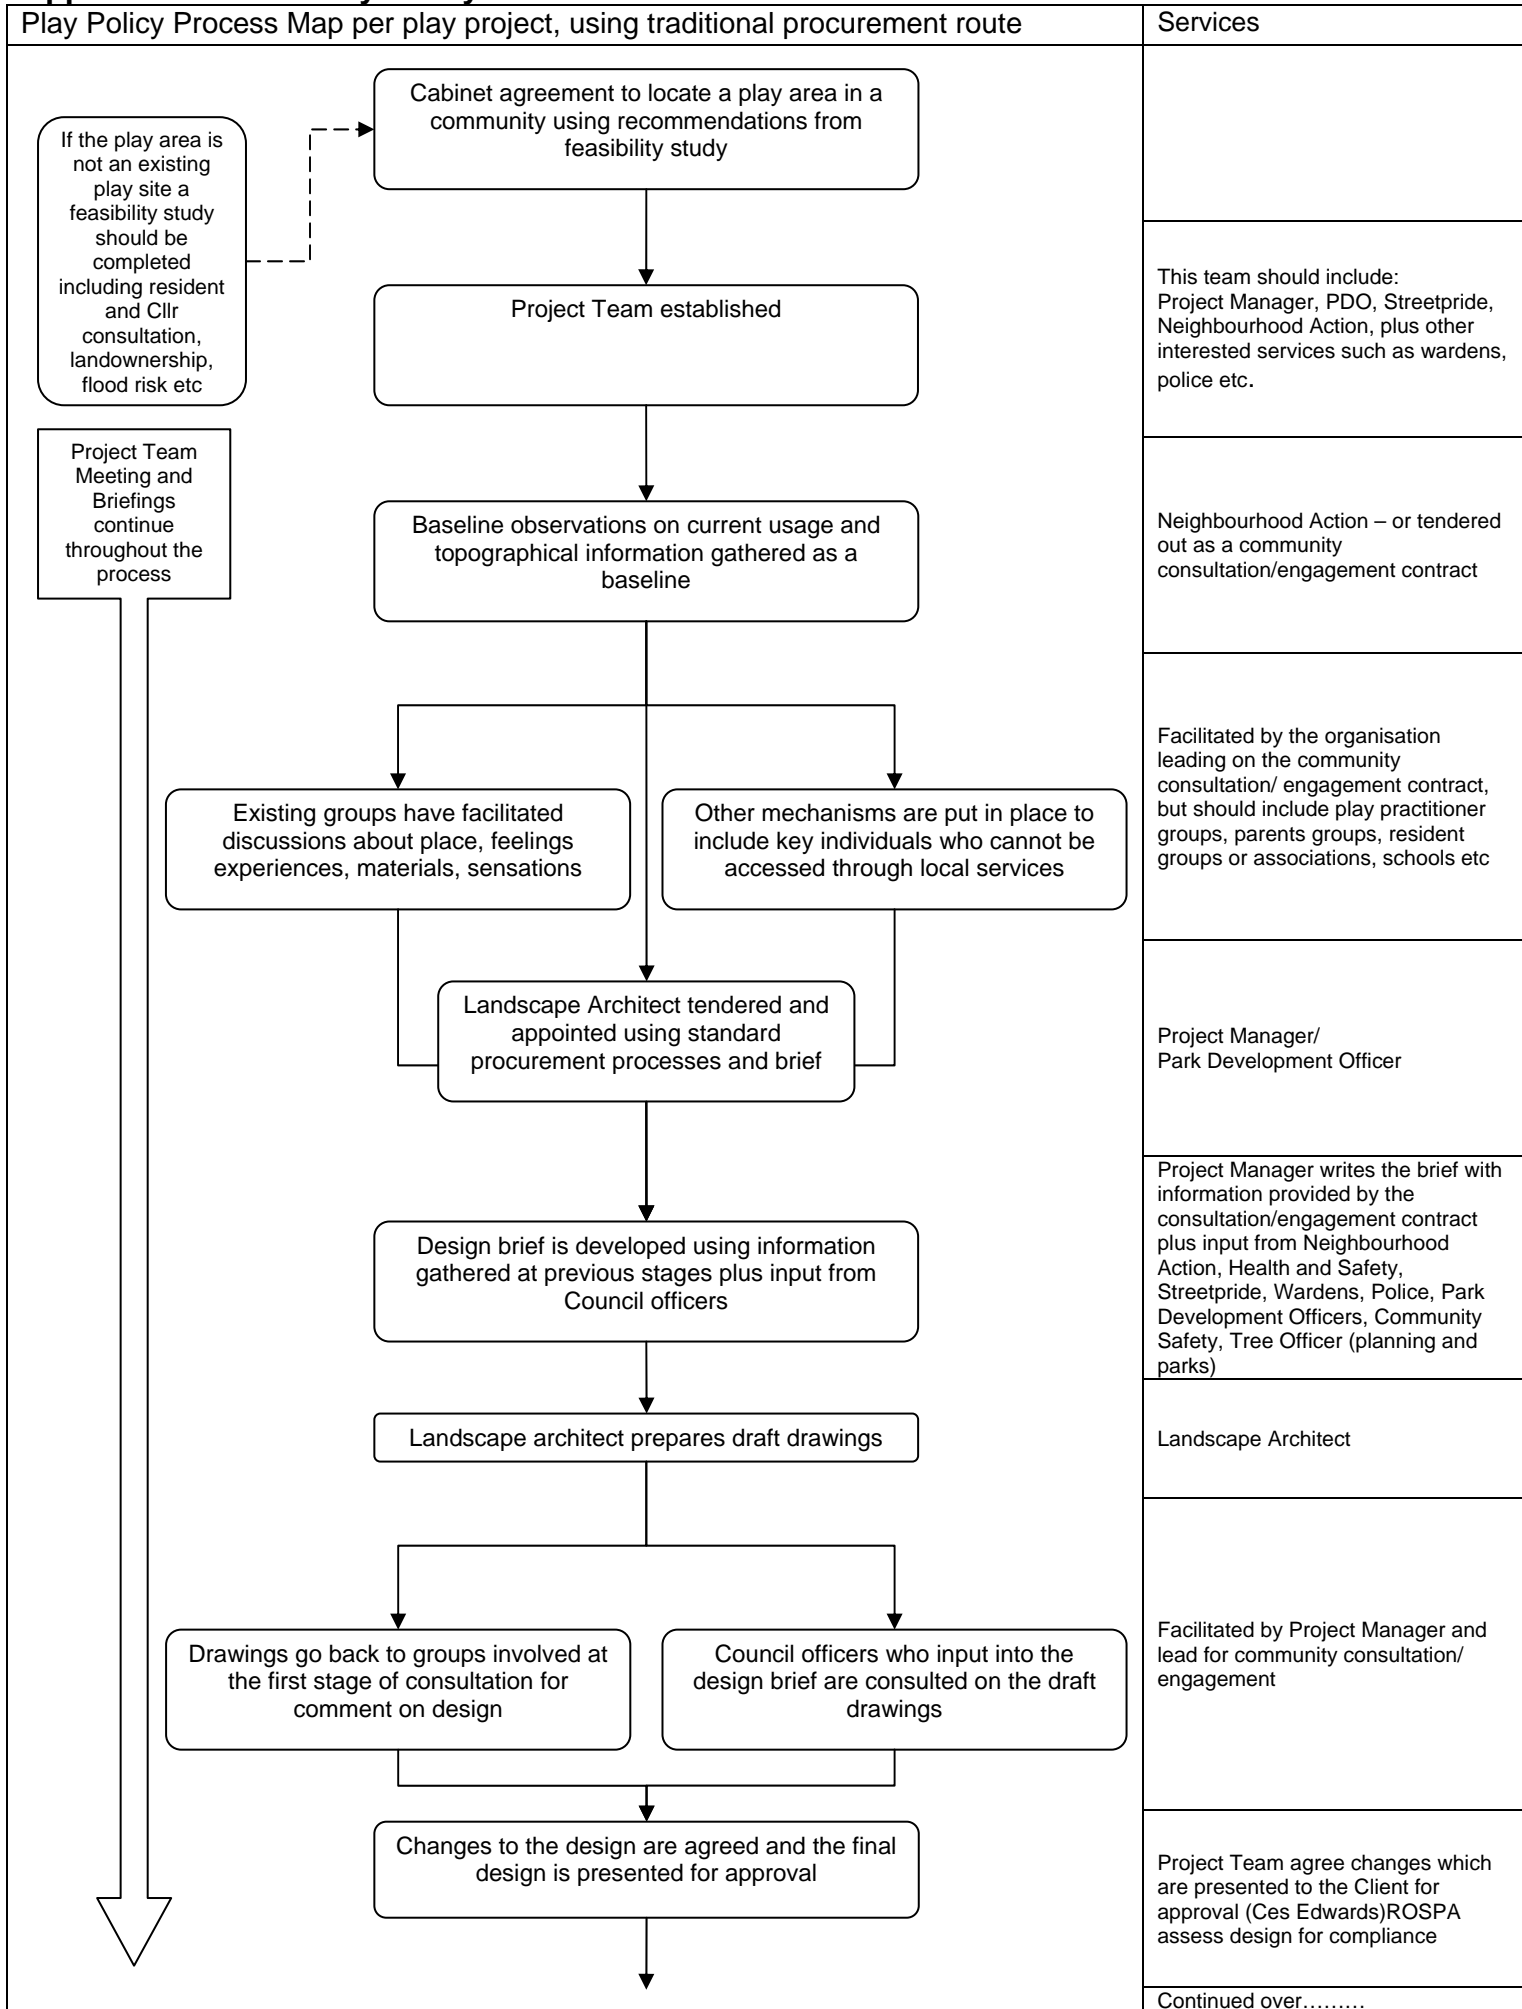 Play Policy Process Map per play project, using traditional procurement route
Services
Cabinet agreement to locate a play area in a
community using recommendations from
feasibility study
If the play area is
not an existing
play site a
feasibility study
should be
completed
including resident
and Cllr
consultation,
landownership,
flood risk etc
Project Team established
This team should include:
Project Manager, PDO, Streetpride,
Neighbourhood Action, plus other
interested services such as wardens,
police etc.
Project Team
Meeting and
Briefings
continue
throughout the
process
Baseline observations on current usage and
topographical information gathered as a
baseline
Neighbourhood Action – or tendered
out as a community
consultation/engagement contract
Existing groups have facilitated
discussions about place, feelings
experiences, materials, sensations
Other mechanisms are put in place to
include key individuals who cannot be
accessed through local services
Facilitated by the organisation
leading on the community
consultation/ engagement contract,
but should include play practitioner
groups, parents groups, resident
groups or associations, schools etc
Landscape Architect tendered and
appointed using standard
procurement processes and brief
Project Manager/
Park Development Officer
Design brief is developed using information
gathered at previous stages plus input from
Council officers
Project Manager writes the brief with
information provided by the
consultation/engagement contract
plus input from Neighbourhood
Action, Health and Safety,
Streetpride, Wardens, Police, Park
Development Officers, Community
Safety, Tree Officer (planning and
parks)
Landscape architect prepares draft drawings
Landscape Architect
Drawings go back to groups involved at
the first stage of consultation for
comment on design
Council officers who input into the
design brief are consulted on the draft
drawings
Facilitated by Project Manager and
lead for community consultation/
engagement
Changes to the design are agreed and the final
design is presented for approval
Project Team agree changes which
are presented to the Client for
approval (Ces Edwards)ROSPA
assess design for compliance
Continued over………